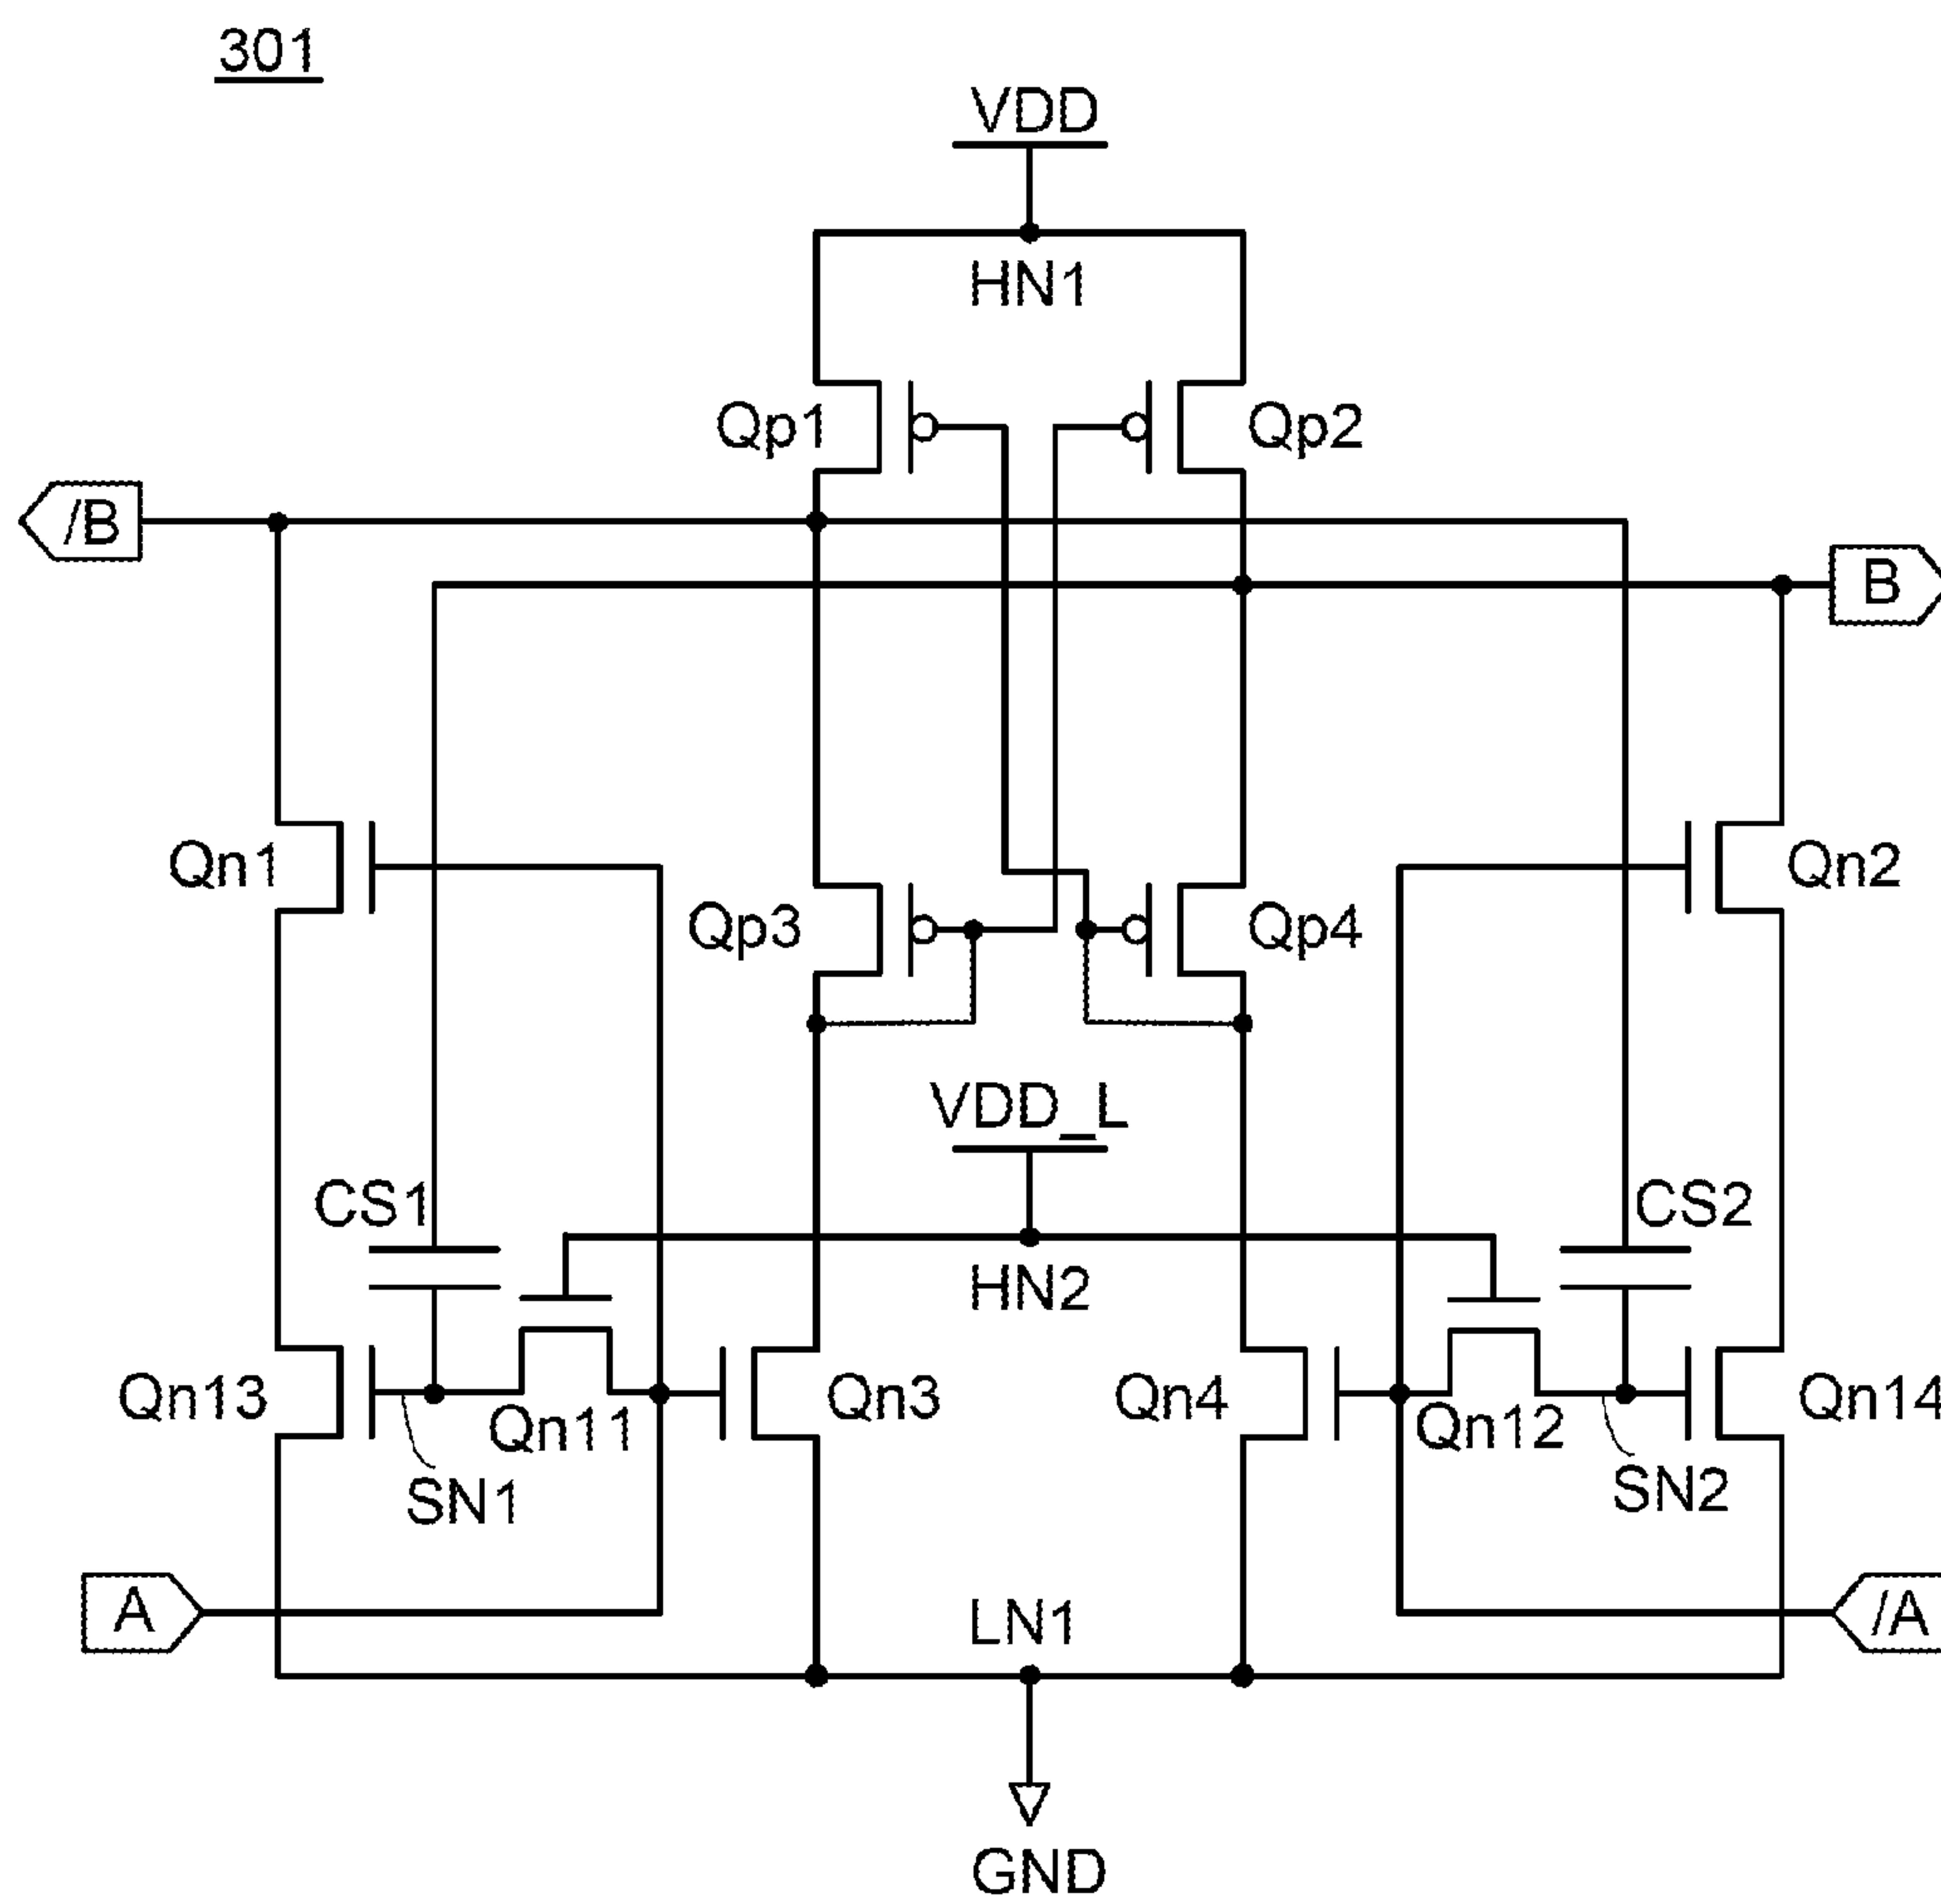 301
VDD
HN1
Qp1
Qp2
/B
B
Qn1
Qn2
Qp3
Qp4
VDD_L
CS1
CS2
HN2
Qn13
Qn11
Qn3
Qn4
Qn12
Qn14
SN1
SN2
A
LN1
/A
GND